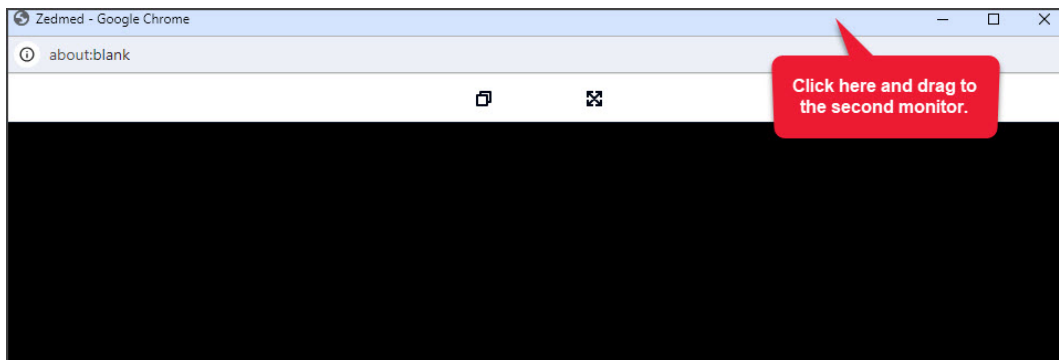 Zedmed - Google Chrome
about:blank
Click here and drag to
the second monitor.